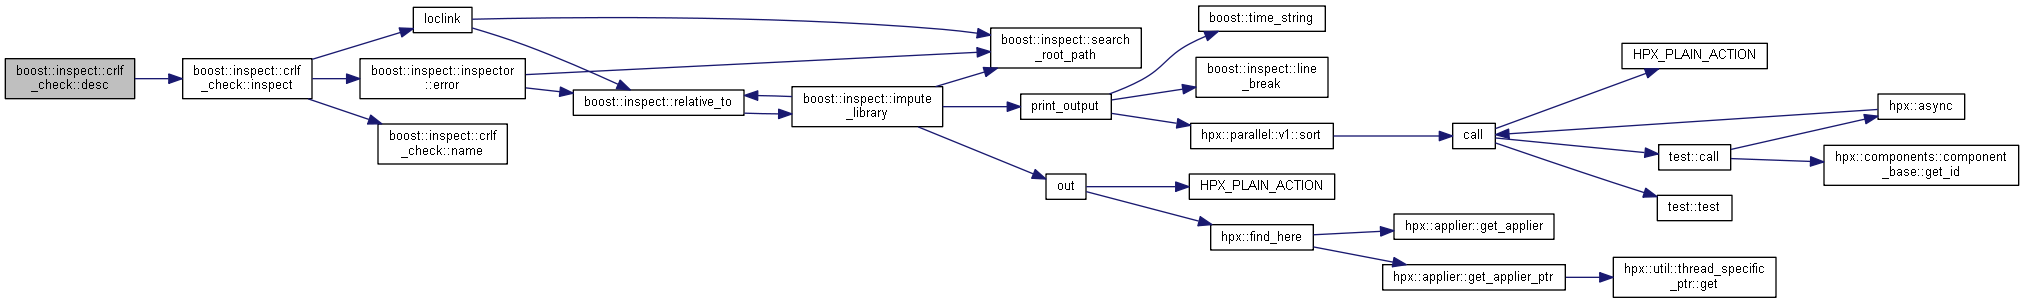 boost::inspect::crlf
_check::desc
boost::inspect::crlf
_check::inspect
loclink
boost::inspect::inspector
::error
boost::inspect::crlf
_check::name
boost::inspect::relative_to
boost::inspect::impute
_library
boost::inspect::search
_root_path
print_output
out
boost::time_string
boost::inspect::line
_break
hpx::parallel::v1::sort
HPX_PLAIN_ACTION
hpx::find_here
hpx::applier::get_applier
hpx::applier::get_applier_ptr
call
HPX_PLAIN_ACTION
test::call
test::test
hpx::util::thread_specific
_ptr::get
hpx::async
hpx::components::component
_base::get_id